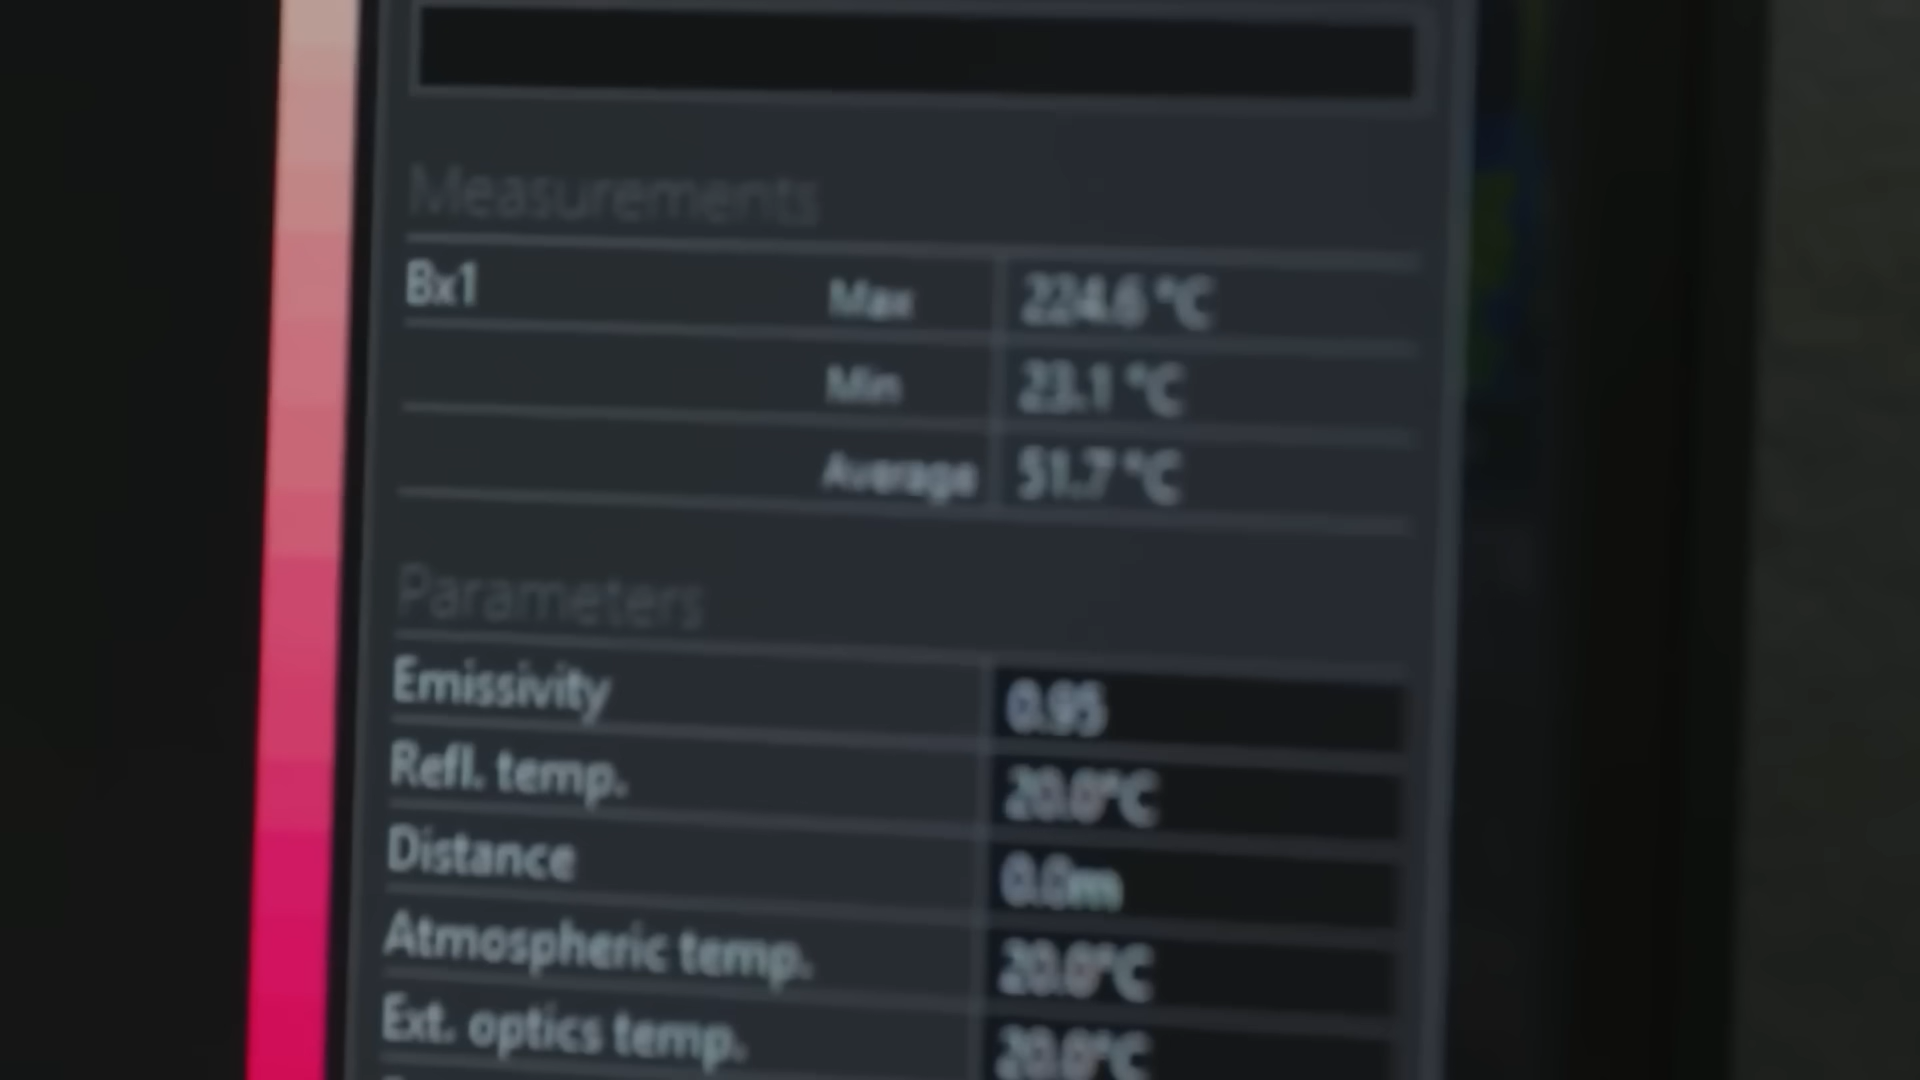 Measurements
Bx1 Max 224.6 °C
Min 23.1 °C
Average 51.7 °C
Parameters
Emissivity 0.95
Refl. temp. 20.0°C
Distance 0.0m
Atmospheric temp. 20.0°C
Ext. optics temp. 20.0°C